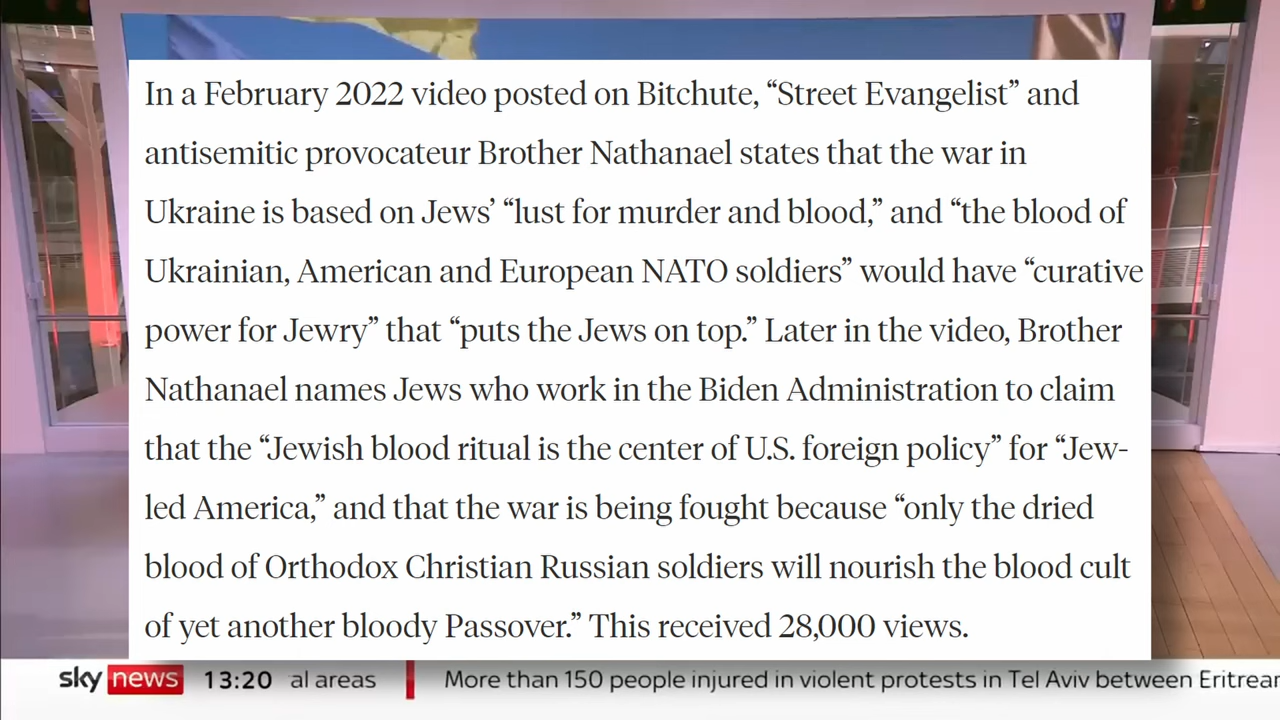 In a February 2022 video posted on Bitchute, “Street Evangelist” and
antisemitic provocateur Brother Nathanael states that the war in
Ukraine is based on Jews’ “lust for murder and blood,” and “the blood of
Ukrainian, American and European NATO soldiers” would have “curative
power for Jewry” that “puts the Jews on top.” Later in the video, Brother
Nathanael names Jews who work in the Biden Administration to claim
that the “Jewish blood ritual is the center of U.S. foreign policy” for “Jew-
led America,” and that the war is being fought because “only the dried
blood of Orthodox Christian Russian soldiers will nourish the blood cult
of yet another bloody Passover.” This received 28,000 views.
sky news 13:20 al areas More than 150 people injured in violent protests in Tel Aviv between Eritrean